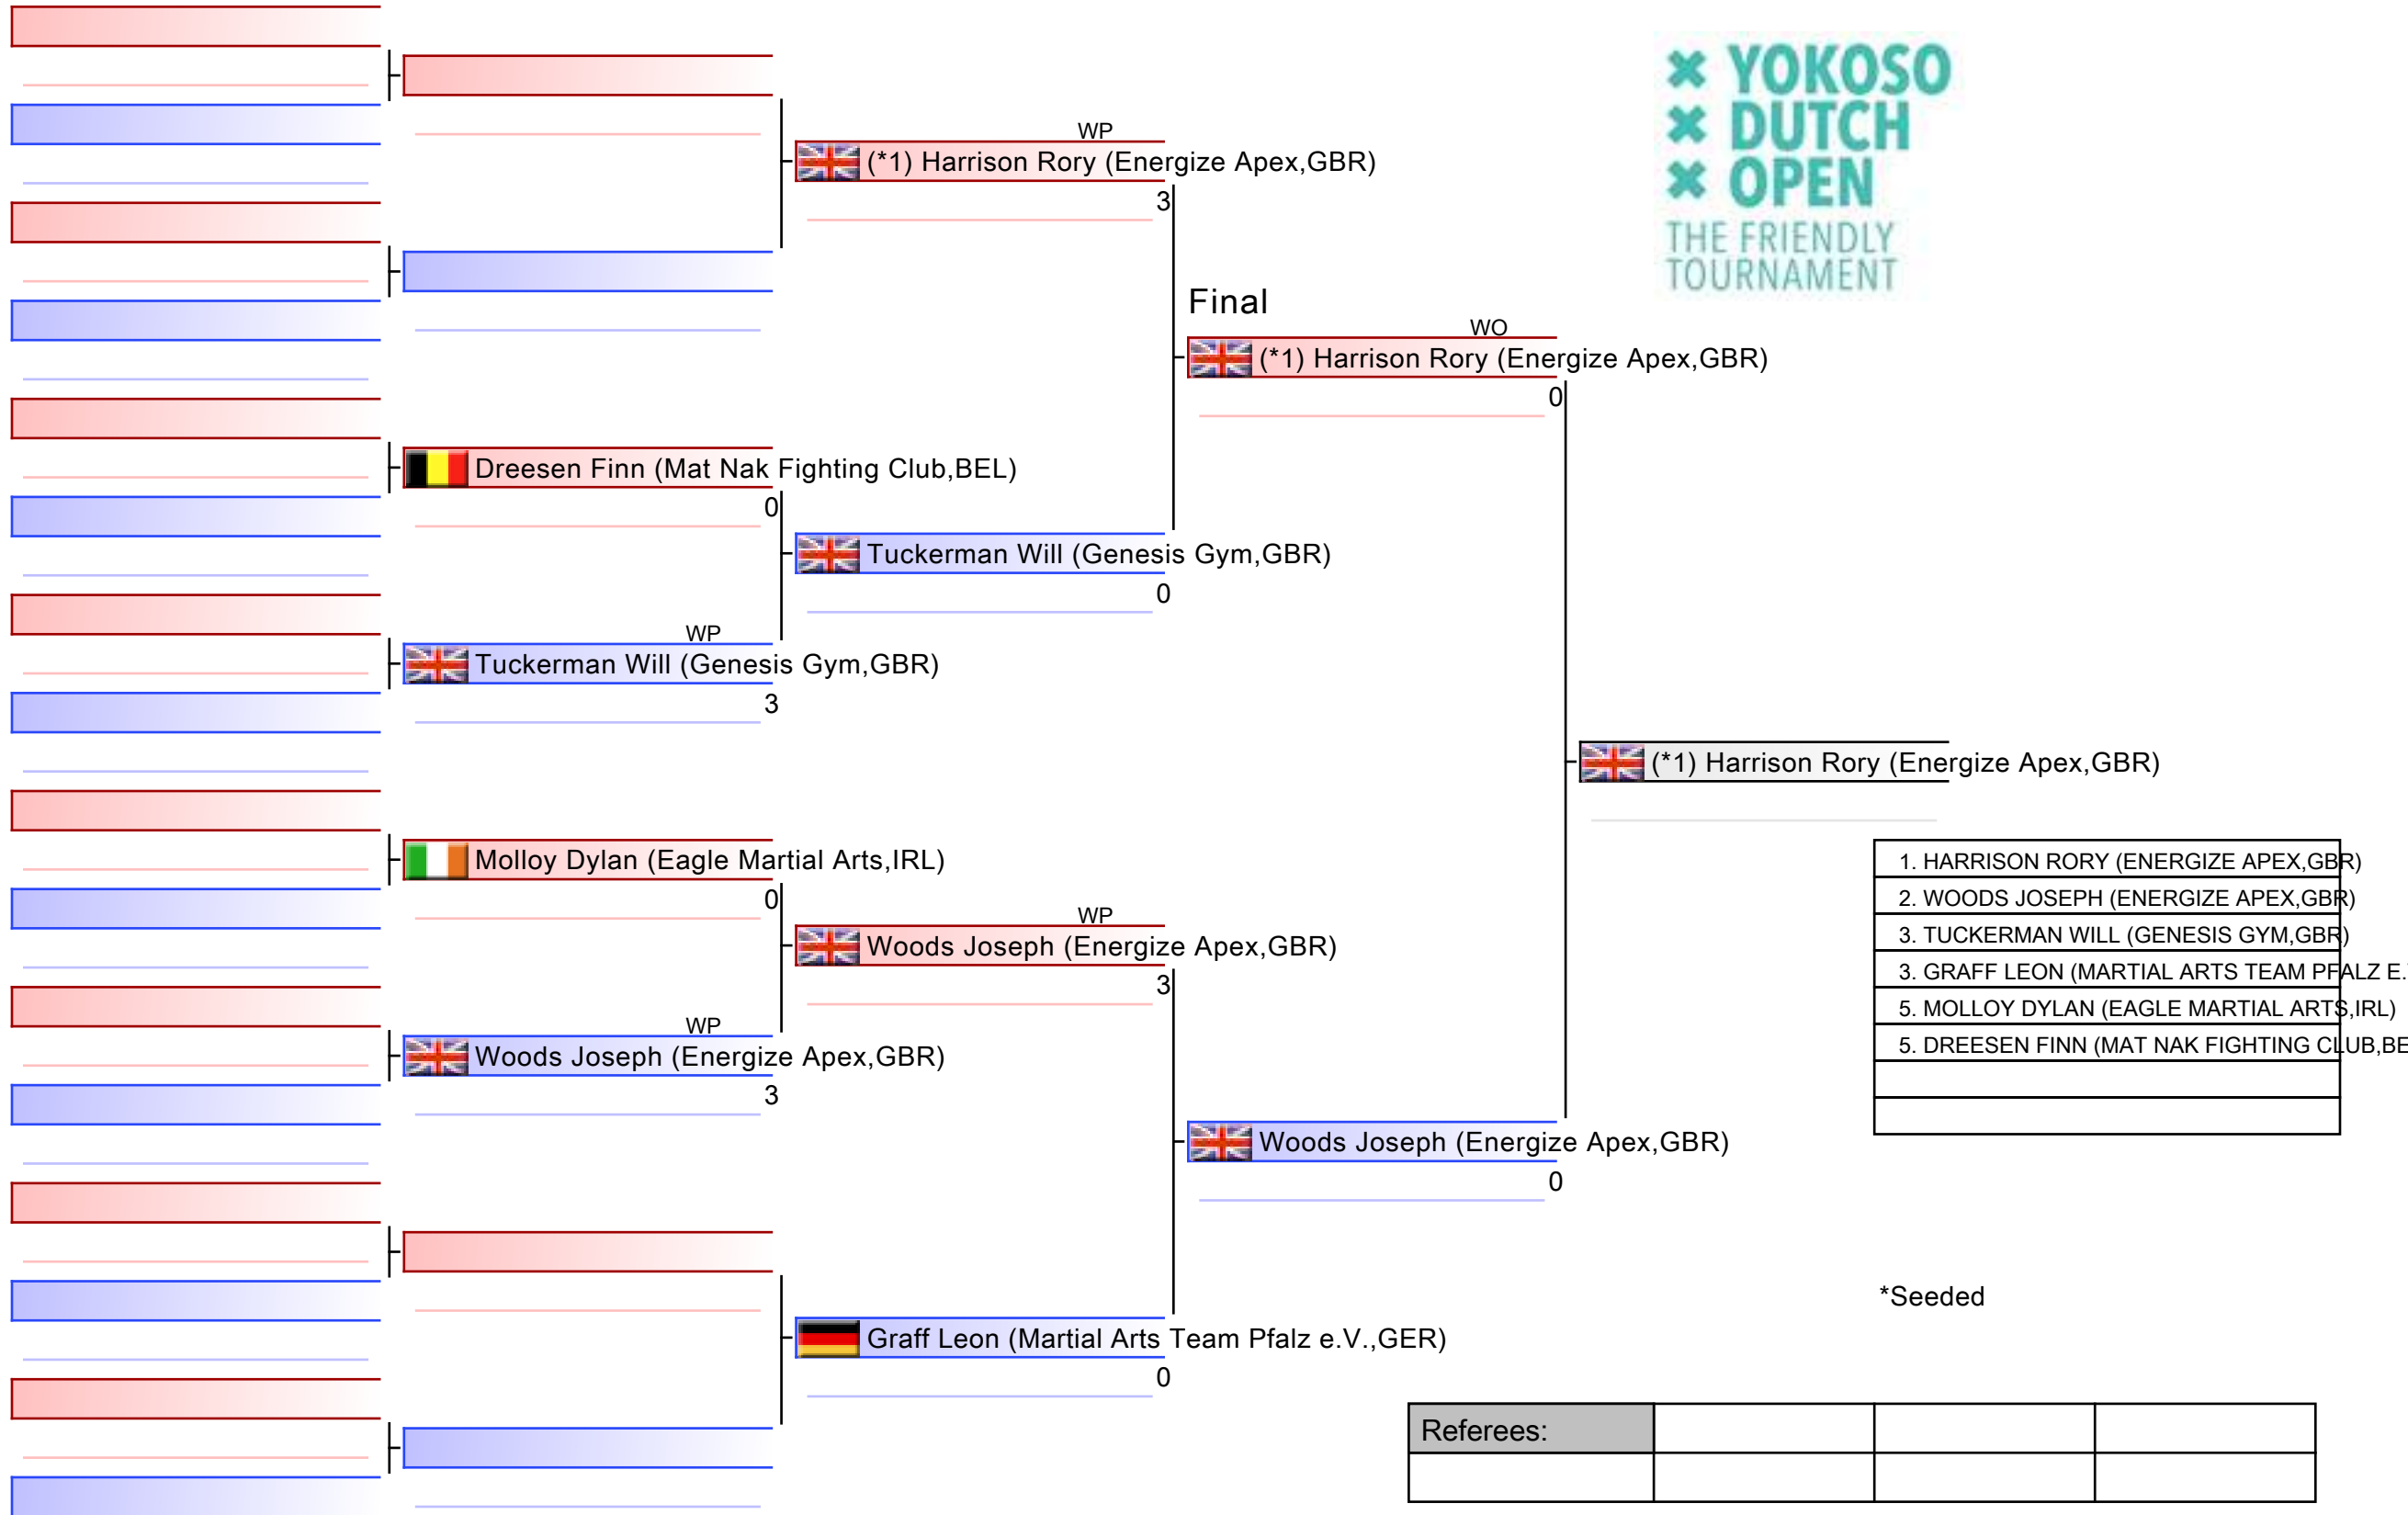 YOKOSO
DUTCH
OPEN
THE FRIENDLY
TOURNAMENT
WP
(*1) Harrison Rory (Energize Apex,GBR)
3
Final
WO
(*1) Harrison Rory (Energize Apex,GBR)
0
Dreesen Finn (Mat Nak Fighting Club,BEL)
0
Tuckerman Will (Genesis Gym,GBR)
0
WP
Tuckerman Will (Genesis Gym,GBR)
3
(*1) Harrison Rory (Energize Apex,GBR)
Molloy Dylan (Eagle Martial Arts,IRL)
0
WP
Woods Joseph (Energize Apex,GBR)
3
WP
Woods Joseph (Energize Apex,GBR)
3
Woods Joseph (Energize Apex,GBR)
0
1. HARRISON RORY (ENERGIZE APEX,GBR)
2. WOODS JOSEPH (ENERGIZE APEX,GBR)
3. TUCKERMAN WILL (GENESIS GYM,GBR)
3. GRAFF LEON (MARTIAL ARTS TEAM PFALZ E.
5. MOLLOY DYLAN (EAGLE MARTIAL ARTS,IRL)
5. DREESEN FINN (MAT NAK FIGHTING CLUB,BE
*Seeded
Graff Leon (Martial Arts Team Pfalz e.V.,GER)
0
Referees: